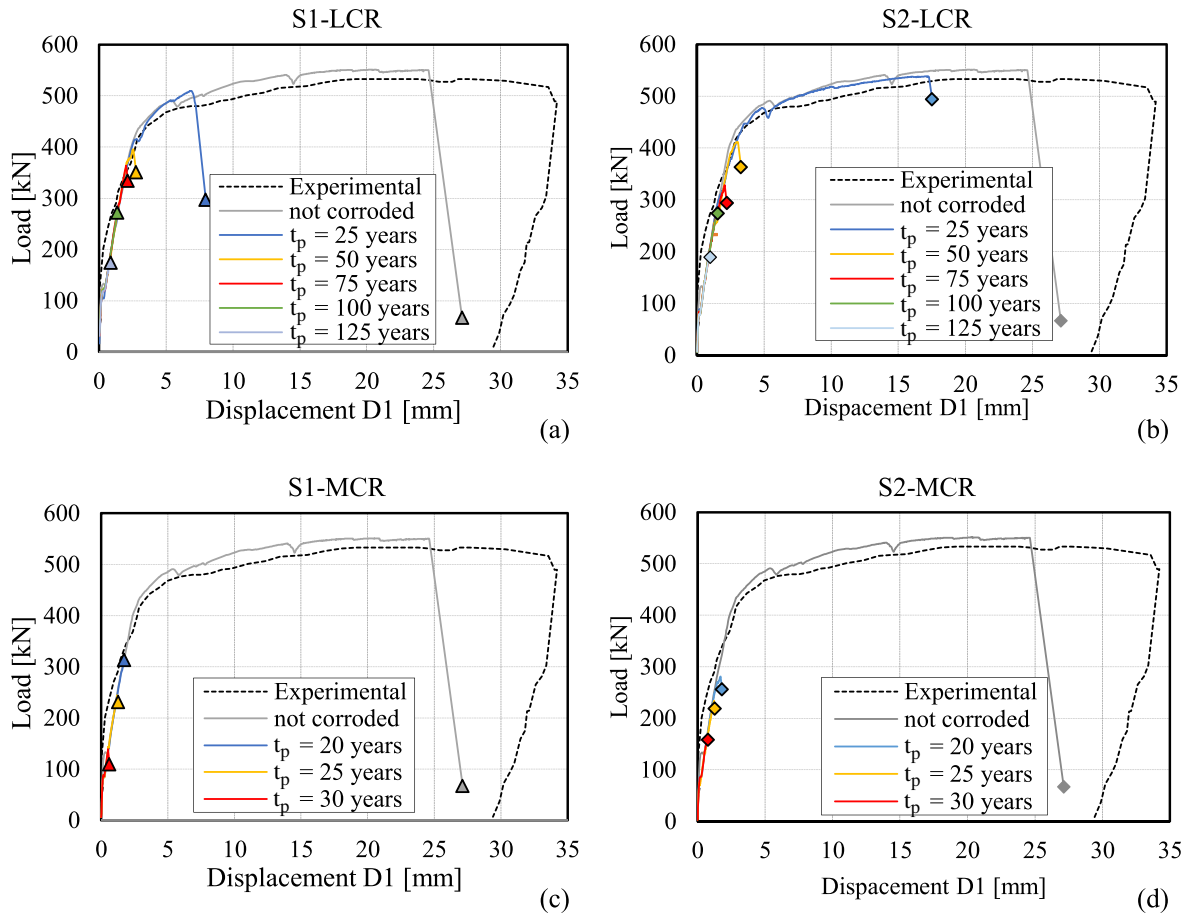 S1-LCR
600
500
400
300
200
100
0
Load [kN]
Experimental
not corroded
tp = 25 years
tp = 50 years
tp = 75 years
tp = 100 years
tp = 125 years
0 5 10 15 20 25 30 35
Displacement D1 [mm]
(a)
S2-LCR
600
500
400
300
200
100
0
Load [kN]
Experimental
not corroded
tp = 25 years
tp = 50 years
tp = 75 years
tp = 100 years
tp = 125 years
0 5 10 15 20 25 30 35
Dispacement D1 [mm]
(b)
S1-MCR
600
500
400
300
200
100
0
Load [kN]
Experimental
not corroded
tp = 20 years
tp = 25 years
tp = 30 years
0 5 10 15 20 25 30 35
Displacement D1 [mm]
(c)
S2-MCR
600
500
400
300
200
100
0
Load [kN]
Experimental
not corroded
tp = 20 years
tp = 25 years
tp = 30 years
0 5 10 15 20 25 30 35
Dispacement D1 [mm]
(d)